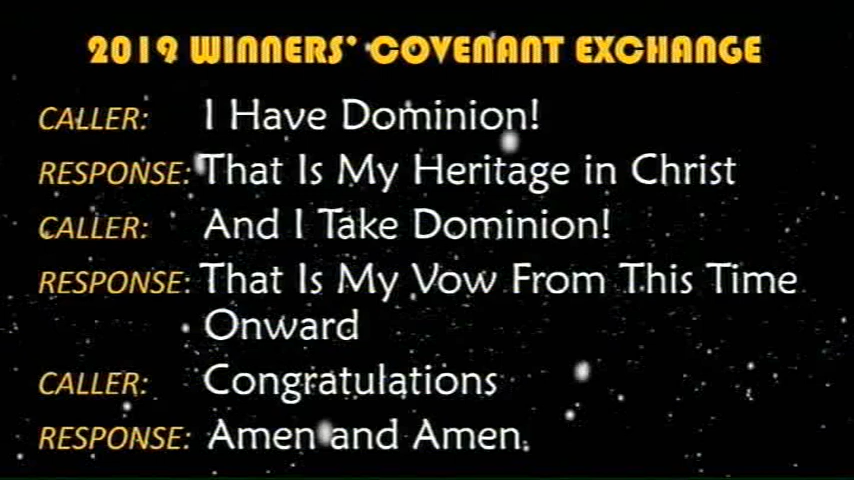 2019 WINNERS' COVENANT EXCHANGE
CALLER: I Have Dominion!
RESPONSE: That Is My Heritage in Christ
CALLER: And I Take Dominion!
RESPONSE: That Is My Vow From This Time
Onward
CALLER: Congratulations
RESPONSE: Amen and Amen.